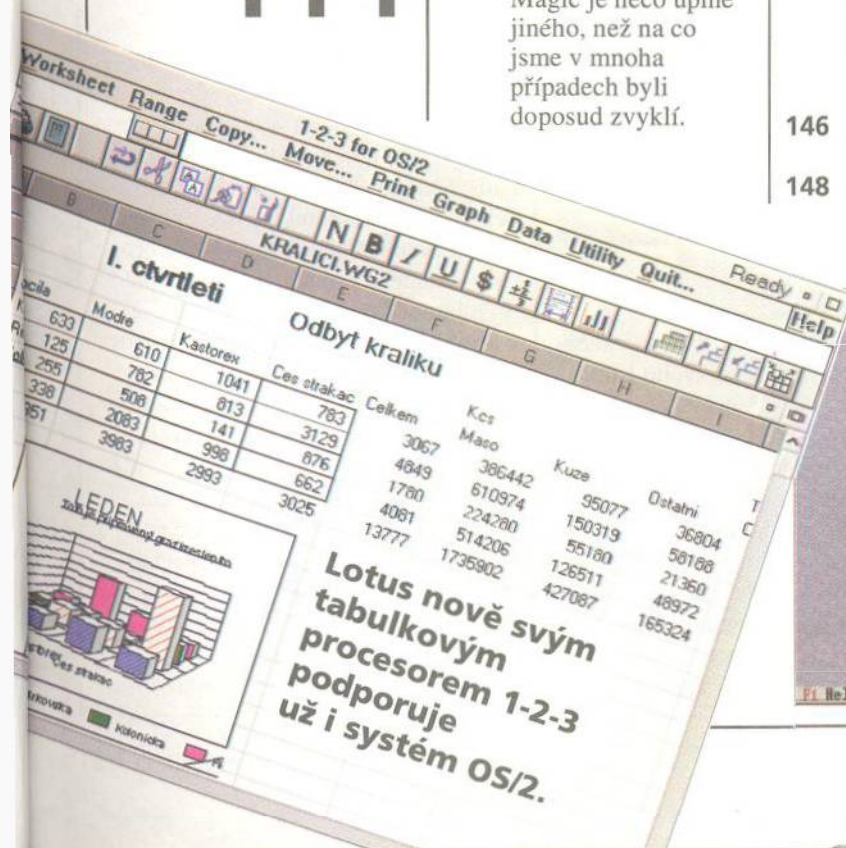 Magic je něco úplně
jiného, než na co
jsme v mnoha
případech byli
doposud zvyklí.
146
148
1-2-3 for OS/2
Ready
Worksheet Range Copy... Move... Print Graph Data Utility Quit... Help
N B I U $
KRALICI.WG2
B C D E F G H I
I. ctvrtleti Odbyt kraliku
Modre Kastorex Ces strakac Celkem Kcs
Maso Kuze Ostatni
633 610 1041 783 3067 386442 95077 36804
125 782 813 3129 4849 610974 150319 58188
255 508 141 876 1780 224280 55180 21360
338 2083 998 662 4081 514206 126511 48972
3983 2993 3025 13777 1735902 427087 165324
LEDEN
Ces strakac
Kolonicka
Lotus nově svým
tabulkovým
procesorem 1-2-3
podporuje
už i systém OS/2.